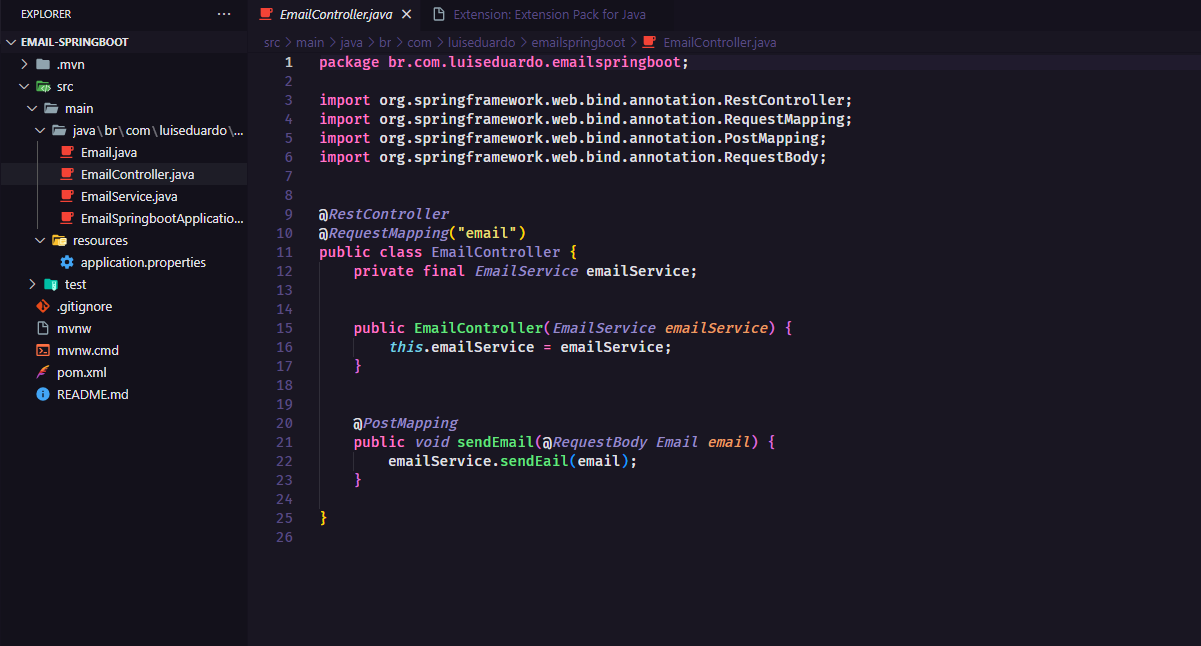 EXPLORER
···
EMAIL-SPRINGBOOT
.mvn
src
main
java\br\com\luiseduardo\...
Email.java
EmailController.java
EmailService.java
EmailSpringbootApplicatio...
resources
application.properties
test
.gitignore
mvnw
mvnw.cmd
pom.xml
README.md
EmailController.java
Extension: Extension Pack for Java
src > main > java > br > com > luiseduardo > emailspringboot > EmailController.java
1 package br.com.luiseduardo.emailspringboot;
2
3 import org.springframework.web.bind.annotation.RestController;
4 import org.springframework.web.bind.annotation.RequestMapping;
5 import org.springframework.web.bind.annotation.PostMapping;
6 import org.springframework.web.bind.annotation.RequestBody;
7
8
9 @RestController
10 @RequestMapping("email")
11 public class EmailController {
12     private final EmailService emailService;
13
14
15     public EmailController(EmailService emailService) {
16         this.emailService = emailService;
17     }
18
19
20     @PostMapping
21     public void sendEmail(@RequestBody Email email) {
22         emailService.sendEail(email);
23     }
24
25 }
26